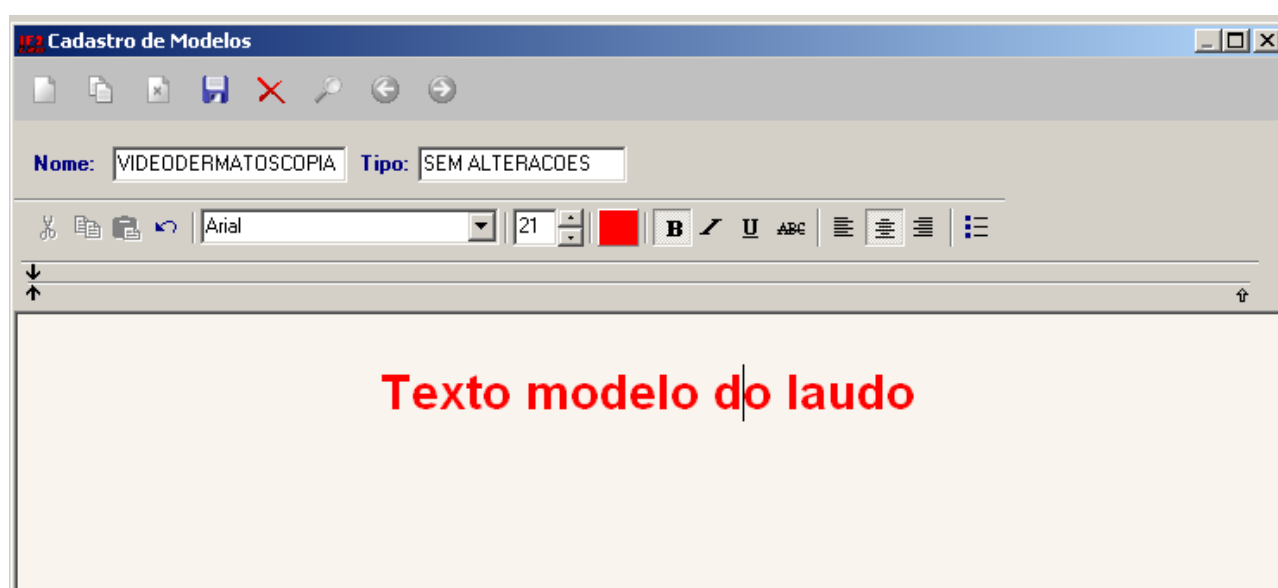 Cadastro de Modelos
Nome: VIDEODERMATOSCOPIA Tipo: SEM ALTERACOES
Arial 21 B I U ABC
Texto modelo do laudo